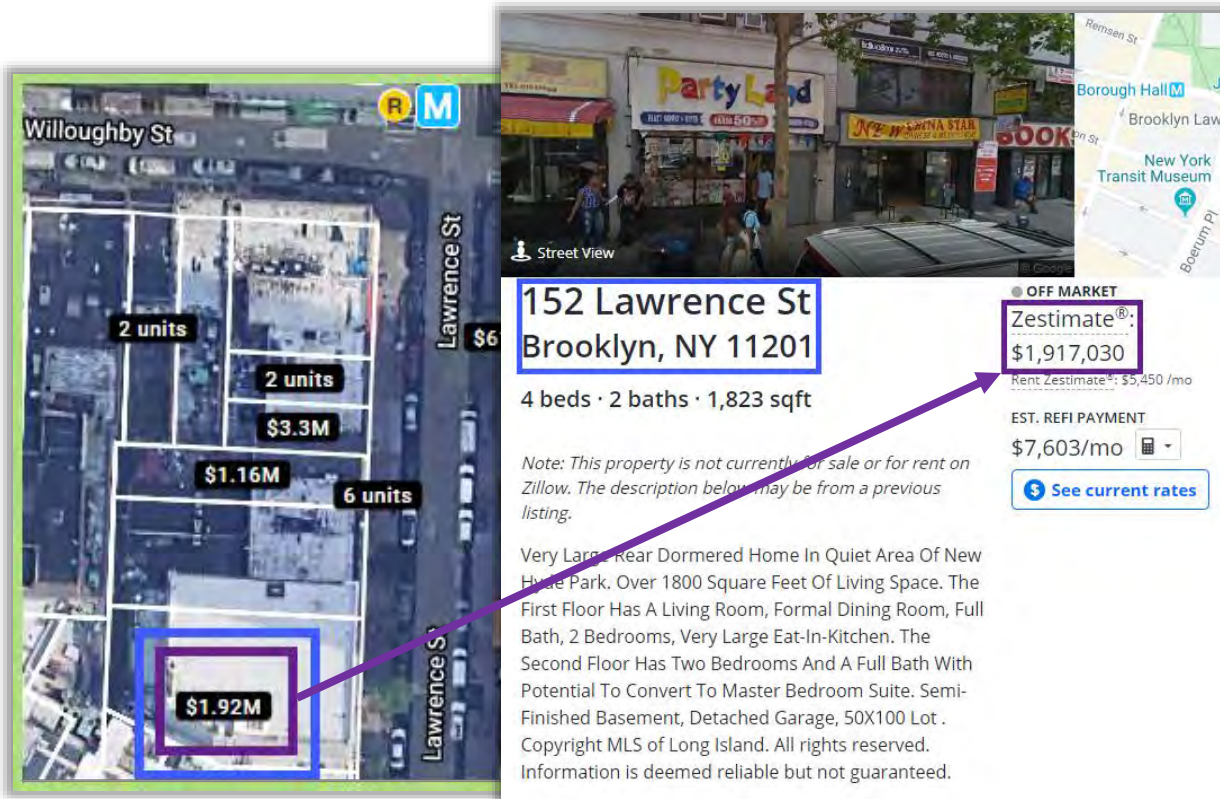 Willoughby St
R
M
Lawrence St
2 units
$6
2 units
$3.3M
$1.16M
6 units
$1.92M
Lawrence St
Party Land
50%
NEW CHINA STAR
BOOK
Street View
© Google
Remsen St
Borough Hall M
Brooklyn Law
on St
New York
Transit Museum
Boerum Pl
152 Lawrence St
Brooklyn, NY 11201
4 beds · 2 baths · 1,823 sqft
Note: This property is not currently for sale or for rent on
Zillow. The description below may be from a previous
listing.
Very Large Rear Dormered Home In Quiet Area Of New
Hyde Park. Over 1800 Square Feet Of Living Space. The
First Floor Has A Living Room, Formal Dining Room, Full
Bath, 2 Bedrooms, Very Large Eat-In-Kitchen. The
Second Floor Has Two Bedrooms And A Full Bath With
Potential To Convert To Master Bedroom Suite. Semi-
Finished Basement, Detached Garage, 50X100 Lot .
Copyright MLS of Long Island. All rights reserved.
Information is deemed reliable but not guaranteed.
OFF MARKET
Zestimate®:
$1,917,030
Rent Zestimate®: $5,450 /mo
EST. REFI PAYMENT
$7,603/mo
$ See current rates